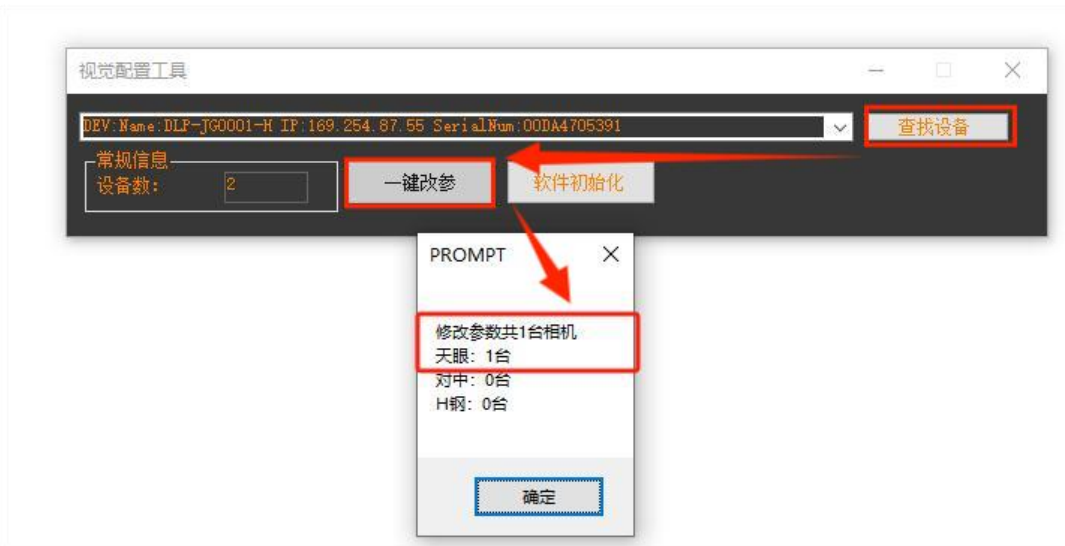 视觉配置工具
DEV:Name:DLP-JG0001-H IP:169.254.87.55 SerialNum:00DA4705391
查找设备
常规信息
设备数: 2
一键改参
软件初始化
PROMPT
修改参数共1台相机
天眼: 1台
对中: 0台
H钢: 0台
确定